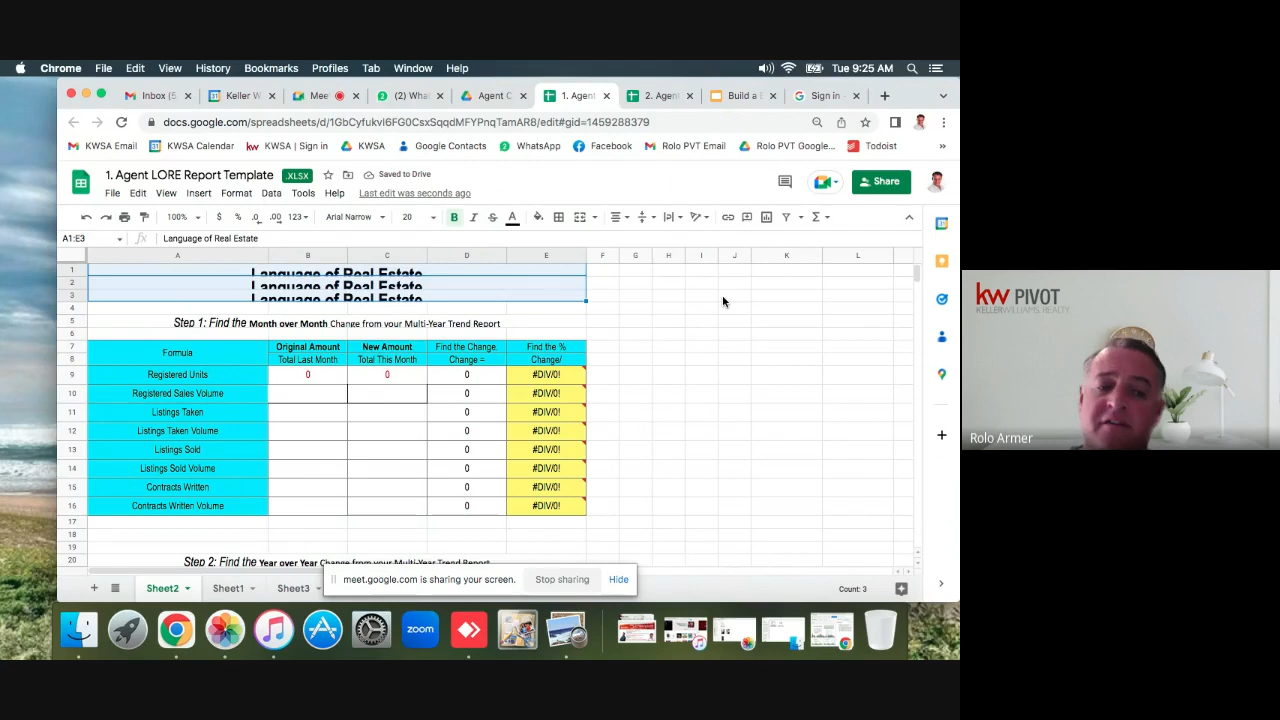 Chrome File Edit View History Bookmarks Profiles Tab Window Help Tue 9:25 AM
Inbox (5 Keller W Mee (2) Wha Agent C 1. Agent 2. Agen Build a Sign in -
docs.google.com/spreadsheets/d/1GbCyfukvI6FG0CsxSqqdMFYPnqTamAR8/edit#gid=1459288379
KWSA Email KWSA Calendar KWSA | Sign in KWSA Google Contacts WhatsApp Facebook Rolo PVT Email Rolo PVT Google... Todoist »
1. Agent LORE Report Template .XLSX Saved to Drive
File Edit View Insert Format Data Tools Help Last edit was seconds ago
Share
100% $ % .0 .00 123 Arial Narrow 20 B I S A
A1:E3 fx Language of Real Estate
A B C D E F G H I J K L
1 Language of Real Estate
2 Language of Real Estate
3 Language of Real Estate
4
5 Step 1: Find the Month over Month Change from your Multi-Year Trend Report
6
7 Formula Original Amount New Amount Find the Change. Find the %
8 Total Last Month Total This Month Change = Change/
9 Registered Units 0 0 0 #DIV/0!
10 Registered Sales Volume 0 #DIV/0!
11 Listings Taken 0 #DIV/0!
12 Listings Taken Volume 0 #DIV/0!
13 Listings Sold 0 #DIV/0!
14 Listings Sold Volume 0 #DIV/0!
15 Contracts Written 0 #DIV/0!
16 Contracts Written Volume 0 #DIV/0!
17
18
19
20 Step 2: Find the Year over Year Change from your Multi-Year Trend Report
meet.google.com is sharing your screen. Stop sharing Hide
Sheet2 Sheet1 Sheet3 Count: 3
zoom
kw PIVOT
KELLERWILLIAMS. REALTY
Rolo Armer